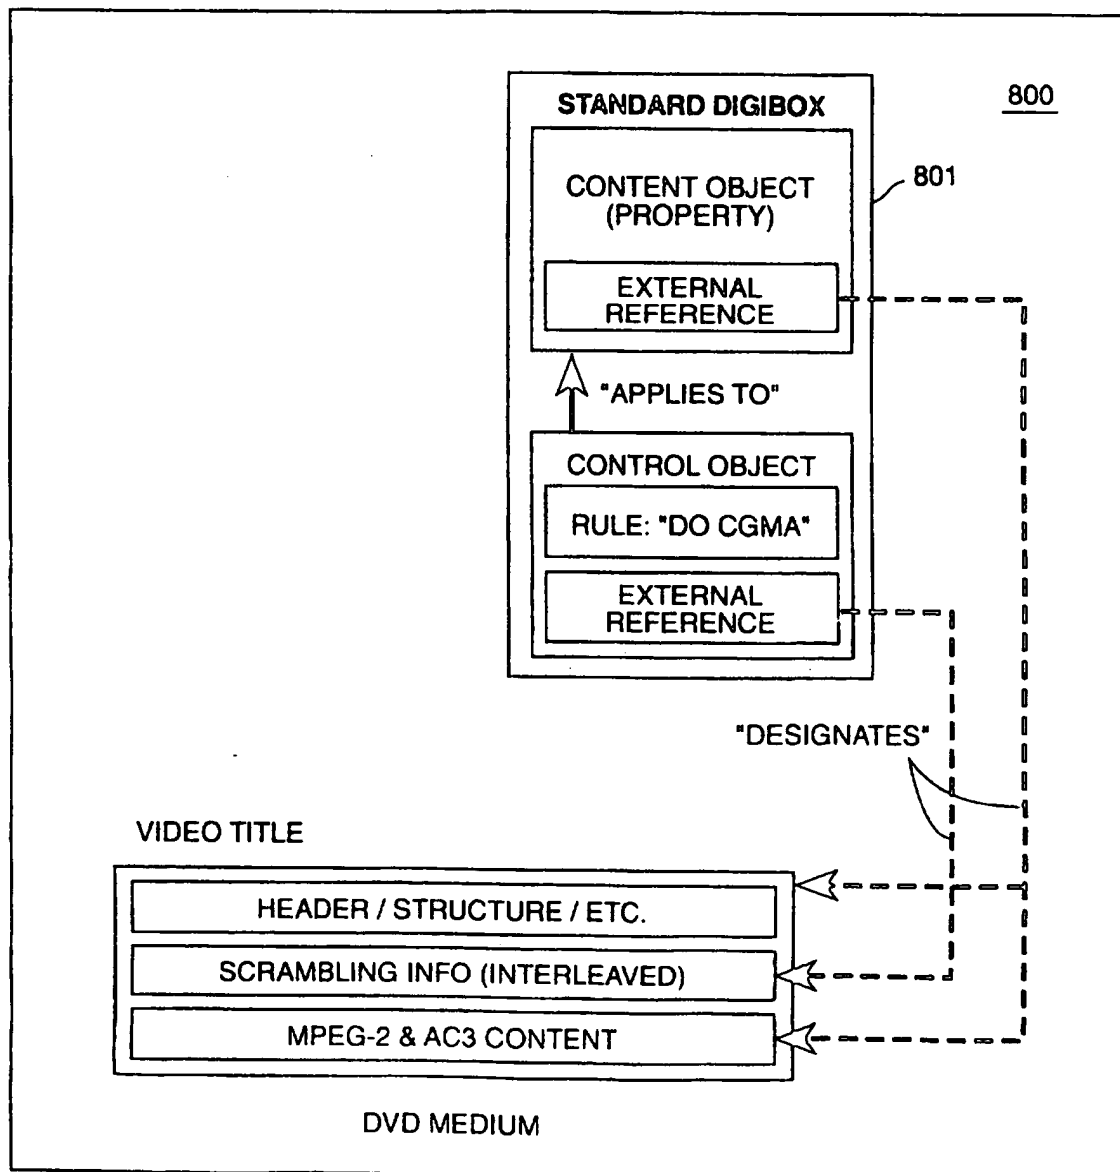 800
STANDARD DIGIBOX
801
CONTENT OBJECT
(PROPERTY)
EXTERNAL
REFERENCE
"APPLIES TO"
CONTROL OBJECT
RULE: "DO CGMA"
EXTERNAL
REFERENCE
"DESIGNATES"
VIDEO TITLE
HEADER / STRUCTURE / ETC.
SCRAMBLING INFO (INTERLEAVED)
MPEG-2 & AC3 CONTENT
DVD MEDIUM